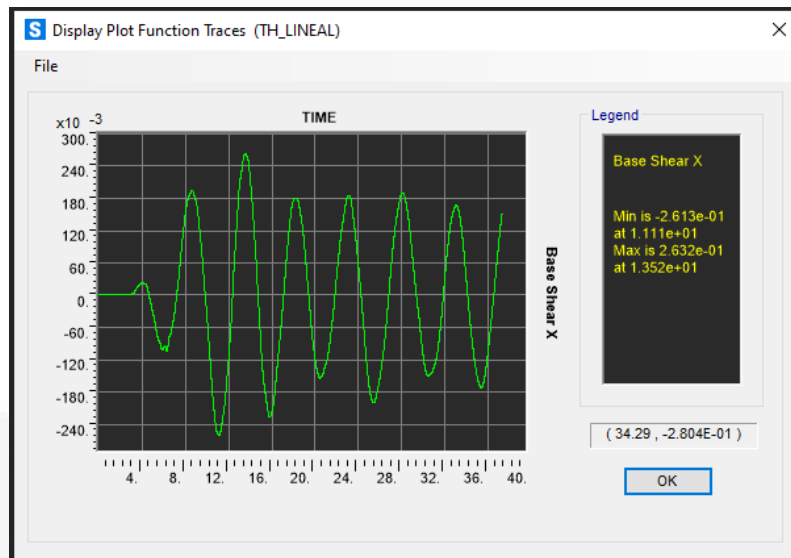 S Display Plot Function Traces (TH_LINEAL)
File
x10 -3
TIME
300.
240.
180.
120.
60.
0.
-60.
-120.
-180.
-240.
4. 8. 12. 16. 20. 24. 28. 32. 36. 40.
Base Shear X
Legend
Base Shear X
Min is -2.613e-01
at 1.111e+01
Max is 2.632e-01
at 1.352e+01
( 34.29 , -2.804E-01 )
OK